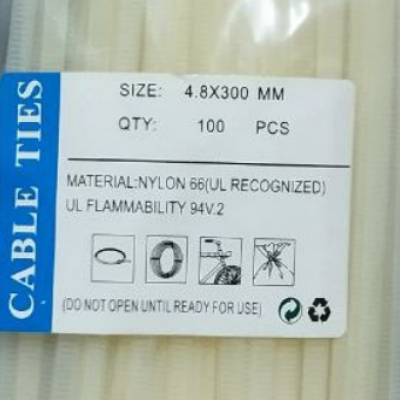 CABLE TIES
SIZE: 4.8X300 MM
QTY: 100 PCS
MATERIAL:NYLON 66(UL RECOGNIZED)
UL FLAMMABILITY 94V.2
(DO NOT OPEN UNTIL READY FOR USE)